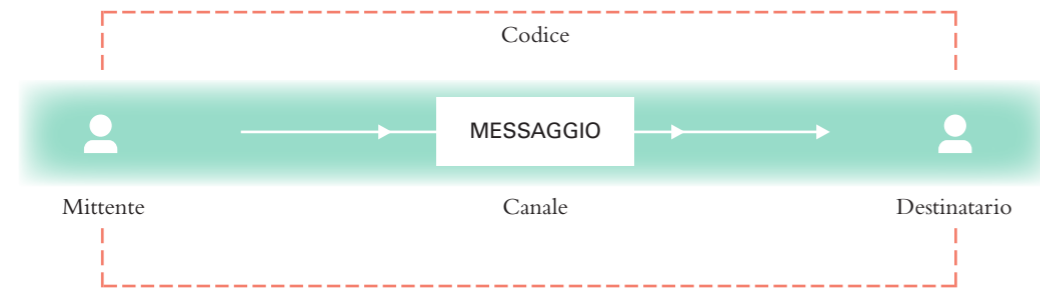 Codice
MESSAGGIO
Mittente
Canale
Destinatario